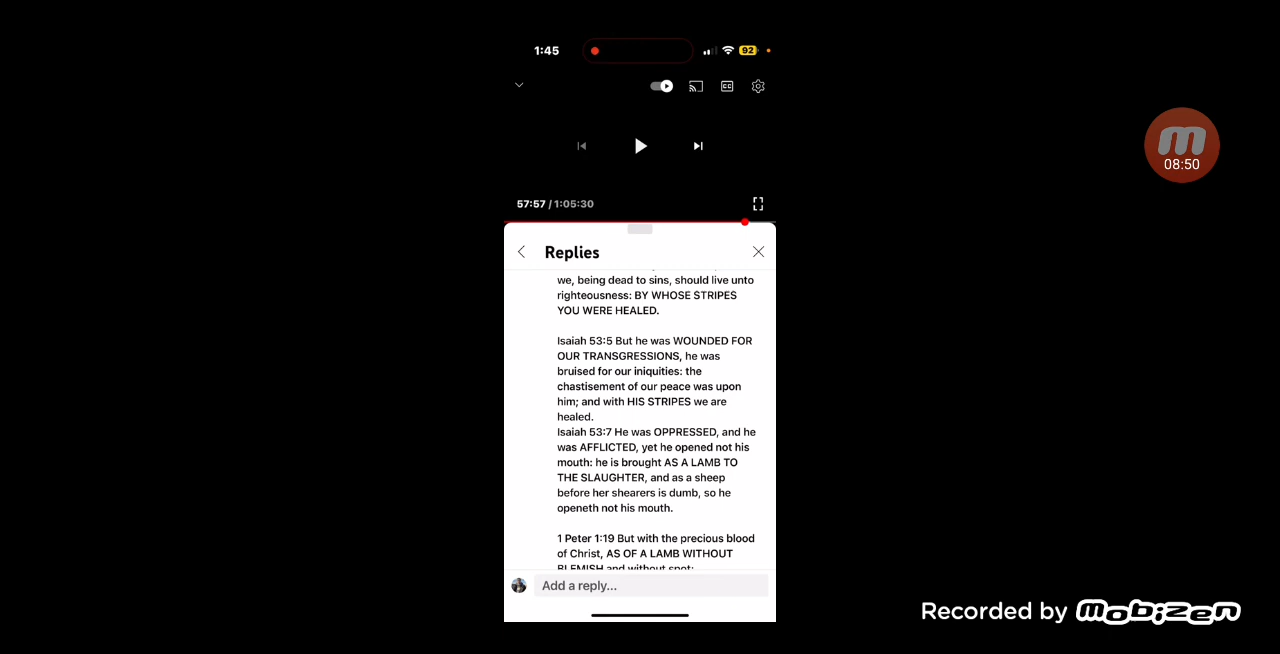 1:45
92
CC
57:57 / 1:05:30
Replies
we, being dead to sins, should live unto
righteousness: BY WHOSE STRIPES
YOU WERE HEALED.
Isaiah 53:5 But he was WOUNDED FOR
OUR TRANSGRESSIONS, he was
bruised for our iniquities: the
chastisement of our peace was upon
him; and with HIS STRIPES we are
healed.
Isaiah 53:7 He was OPPRESSED, and he
was AFFLICTED, yet he opened not his
mouth: he is brought AS A LAMB TO
THE SLAUGHTER, and as a sheep
before her shearers is dumb, so he
openeth not his mouth.
1 Peter 1:19 But with the precious blood
of Christ, AS OF A LAMB WITHOUT
BLEMISH and without spot:
Add a reply...
m
08:50
Recorded by Mobizen